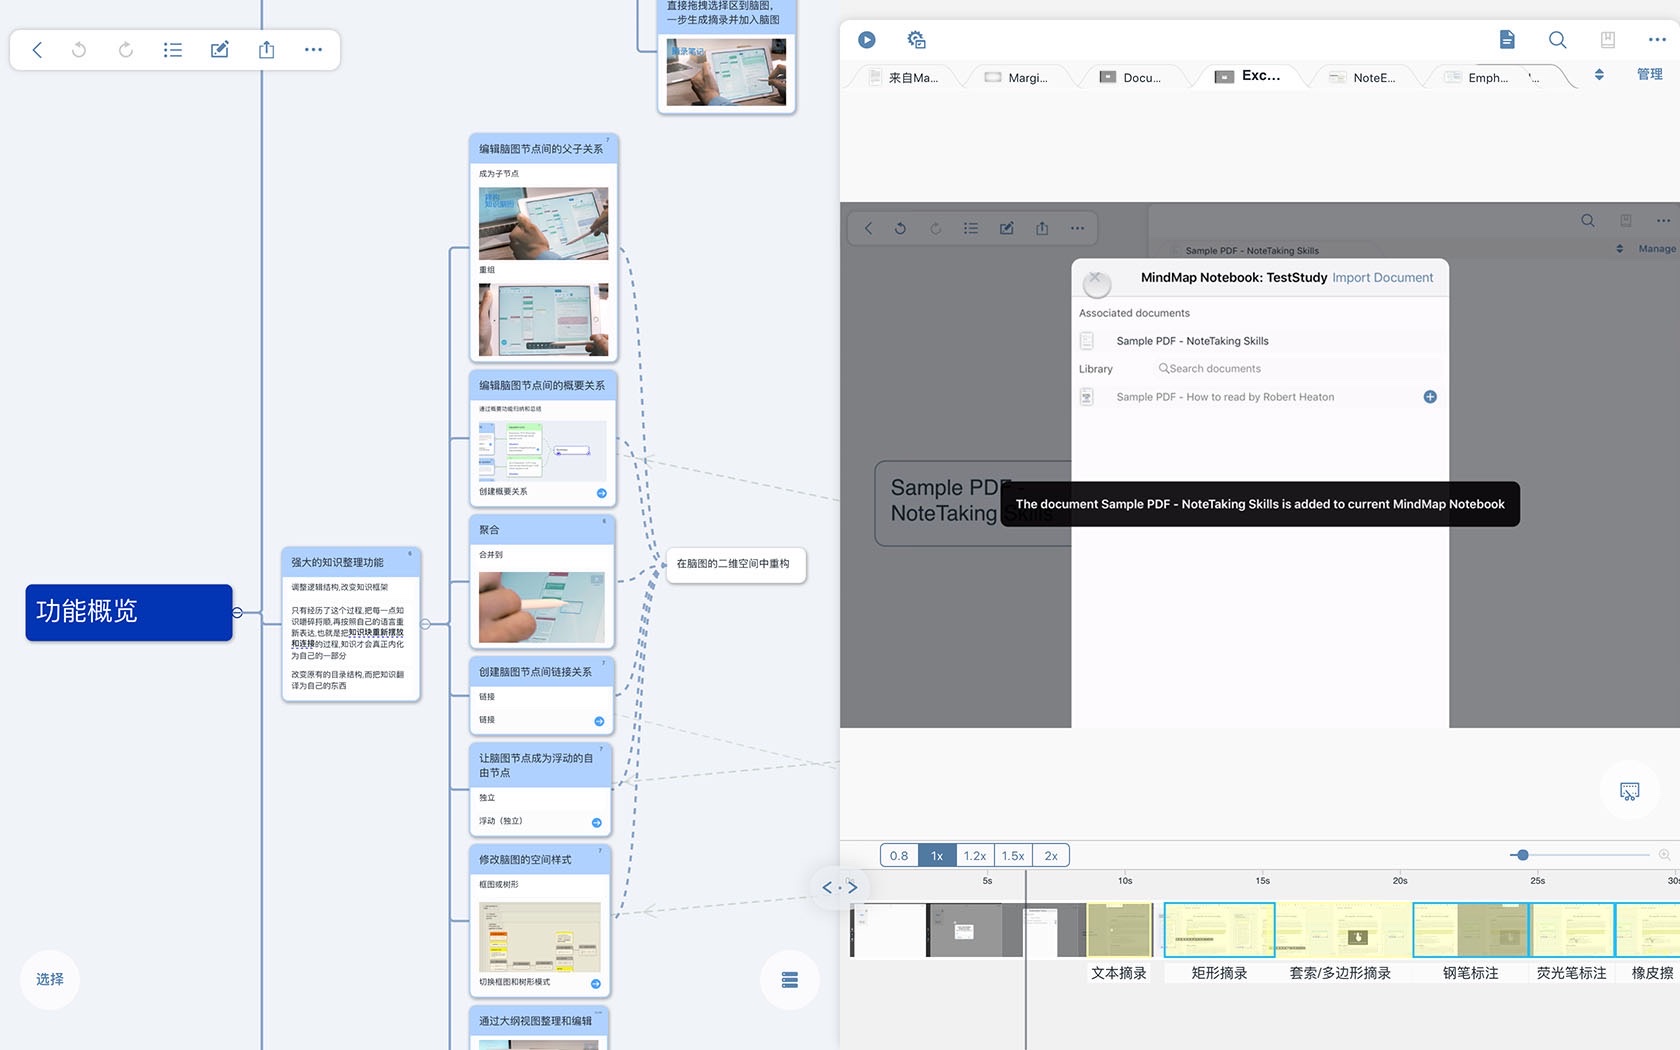 直接拖拽选择区到脑图，
一步生成摘录并加入脑图
编辑脑图节点间的父子关系
7
成为子节点
重组
编辑脑图节点间的概要关系
通过概要功能归纳和总结
创建概要关系
聚合
6
合并到
创建脑图节点间链接关系
7
链接
链接
让脑图节点成为浮动的自
由节点
7
独立
浮动（独立）
修改脑图的空间样式
7
框图或树形
切换框图和树形模式
通过大纲视图整理和编辑
在脑图的二维空间中重构
强大的知识整理功能
6
调整逻辑结构,改变知识框架
只有经历了这个过程,把每一点知
识嚼碎捋顺,再按照自己的语言重
新表达,也就是把知识块重新摆放
和连接的过程,知识才会真正内化
为自己的一部分
改变原有的目录结构,而把知识翻
译为自己的东西
功能概览
选择
来自Ma...
Margi...
Docu...
Exc...
NoteE...
Emph...
管理
Sample PDF - NoteTaking Skills
Manage
MindMap Notebook: TestStudy
Import Document
Associated documents
Sample PDF - NoteTaking Skills
Library
Search documents
Sample PDF - How to read by Robert Heaton
Sample PDF -
NoteTaking Skills
The document Sample PDF - NoteTaking Skills is added to current MindMap Notebook
0.8
1x
1.2x
1.5x
2x
0s
5s
10s
15s
20s
25s
30s
文本摘录
矩形摘录
套索/多边形摘录
钢笔标注
荧光笔标注
橡皮擦